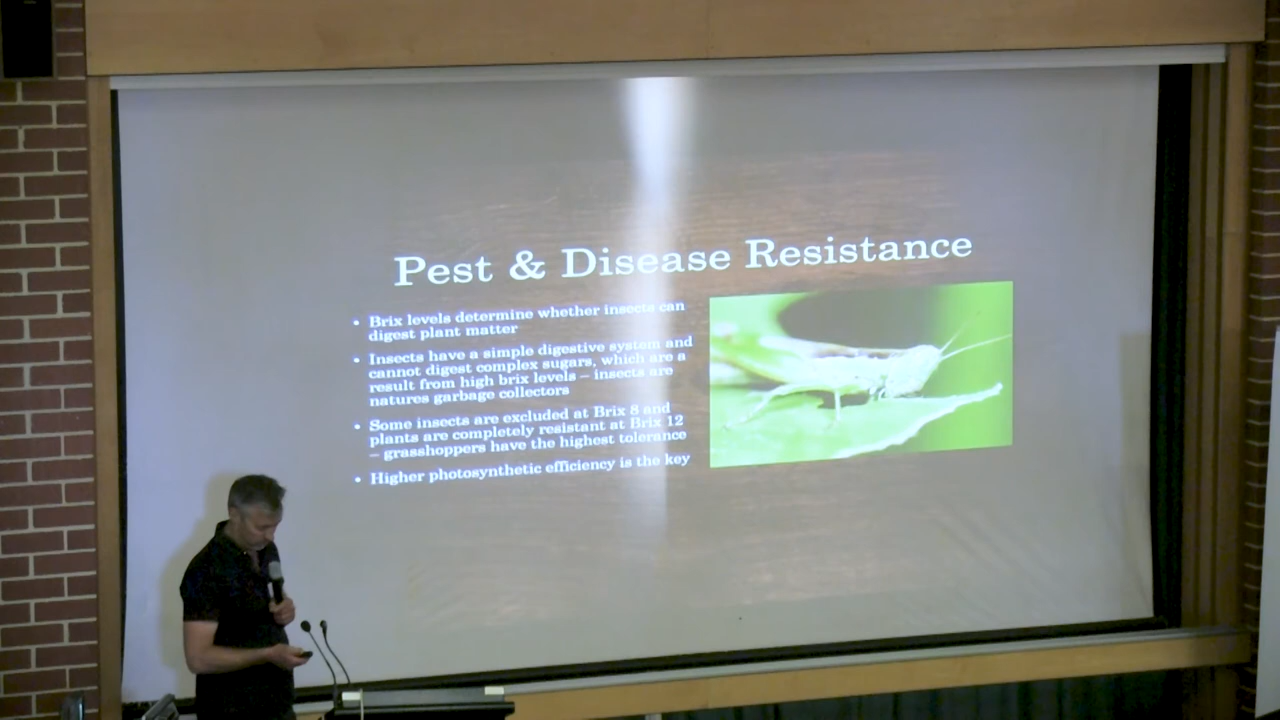 Pest & Disease Resistance
• Brix levels determine whether insects can
digest plant matter
• Insects have a simple digestive system and
cannot digest complex sugars, which are a
result from high brix levels – insects are
natures garbage collectors
• Some insects are excluded at Brix 8 and
plants are completely resistant at Brix 12
– grasshoppers have the highest tolerance
• Higher photosynthetic efficiency is the key